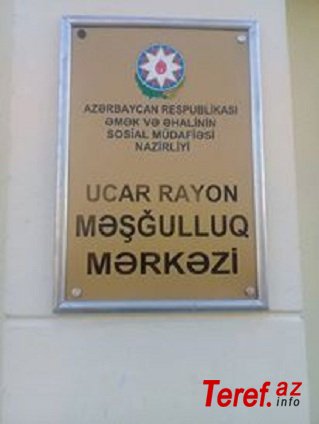 AZƏRBAYCAN RESPUBLİKASI
ƏMƏK VƏ ƏHALİNİN
SOSİAL MÜDAFİƏSİ
NAZİRLİYİ
UCAR RAYON
MƏŞĞULLUQ
MƏRKƏZİ
Teref.az
info